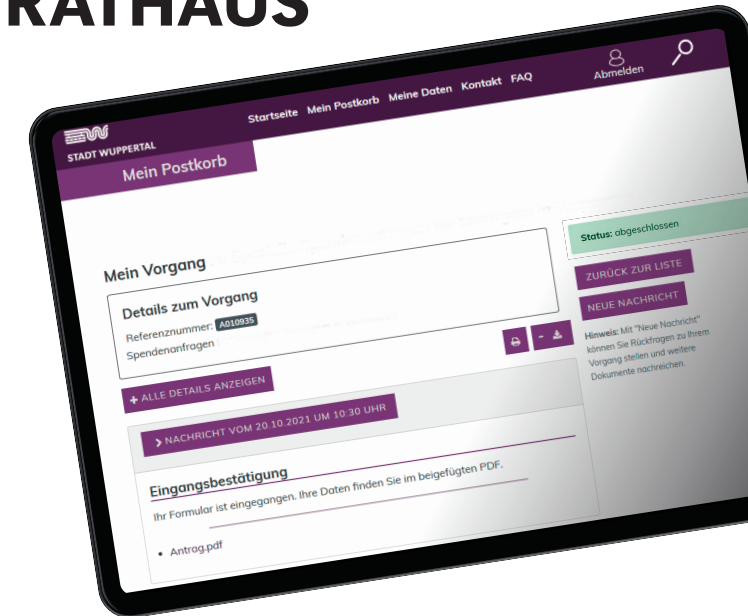 RATHAUS
STADT WUPPERTAL
Startseite Mein Postkorb Meine Daten Kontakt FAQ
Abmelden
Mein Postkorb
Mein Vorgang
Details zum Vorgang
Referenznummer: A010935
Spendenanfragen
Status: abgeschlossen
ZURÜCK ZUR LISTE
NEUE NACHRICHT
Hinweis: Mit "Neue Nachricht"
können Sie Rückfragen zu Ihrem
Vorgang stellen und weitere
Dokumente nachreichen.
+ ALLE DETAILS ANZEIGEN
> NACHRICHT VOM 20.10.2021 UM 10:30 UHR
Eingangsbestätigung
Ihr Formular ist eingegangen. Ihre Daten finden Sie im beigefügten PDF.
• Antrag.pdf